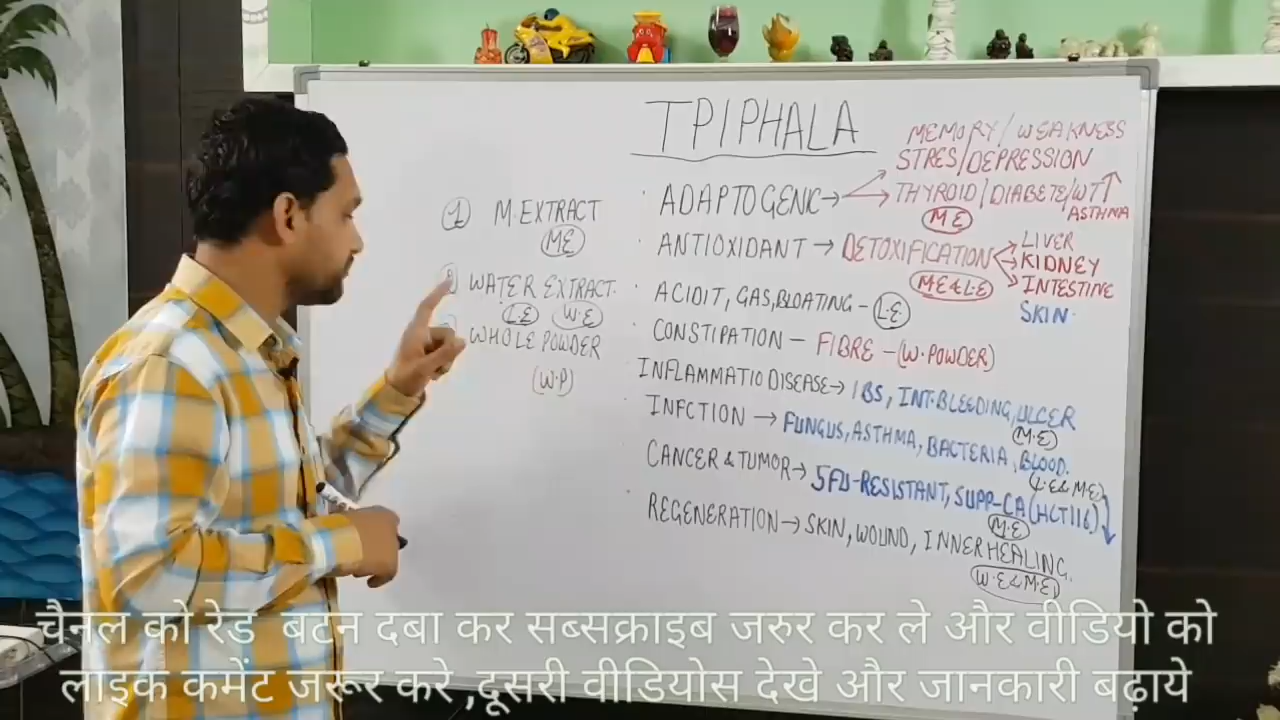 TPIPHALA
MEMORY/WEAKNESS
STRES/DEPRESSION
ADAPTOGENIC→ THYROID/DIABETE/WT↑
ASTHMA
M.E
ANTIOXIDANT → DETOXIFICATION
LIVER
KIDNEY
INTESTINE
SKIN
M.E & L.E
ACIDIT, GAS, BLOATING - L.E.
CONSTIPATION - FIBRE - (W. POWDER)
INFLAMMATIO DISEASE→ IBS, INT.BLEEDING, ULCER
(M.E)
INFCTION → FUNGUS, ASTHMA, BACTERIA, BLOOD.
(L.E & M.E)
CANCER & TUMOR→ 5FU-RESISTANT, SUPP-CA (HCT116)↓
M.E
REGENERATION→ SKIN, WOUND, INNER HEALING.
W.E & M.E
1 M.EXTRACT
ME
WATER EXTRACT.
L.E W.E
WHOLE POWDER
(W.P)
चैनल को रेड बटन दबा कर सब्सक्राइब जरुर कर ले और वीडियो को
लाइक कमेंट जरूर करे ,दूसरी वीडियोस देखे और जानकारी बढ़ाये